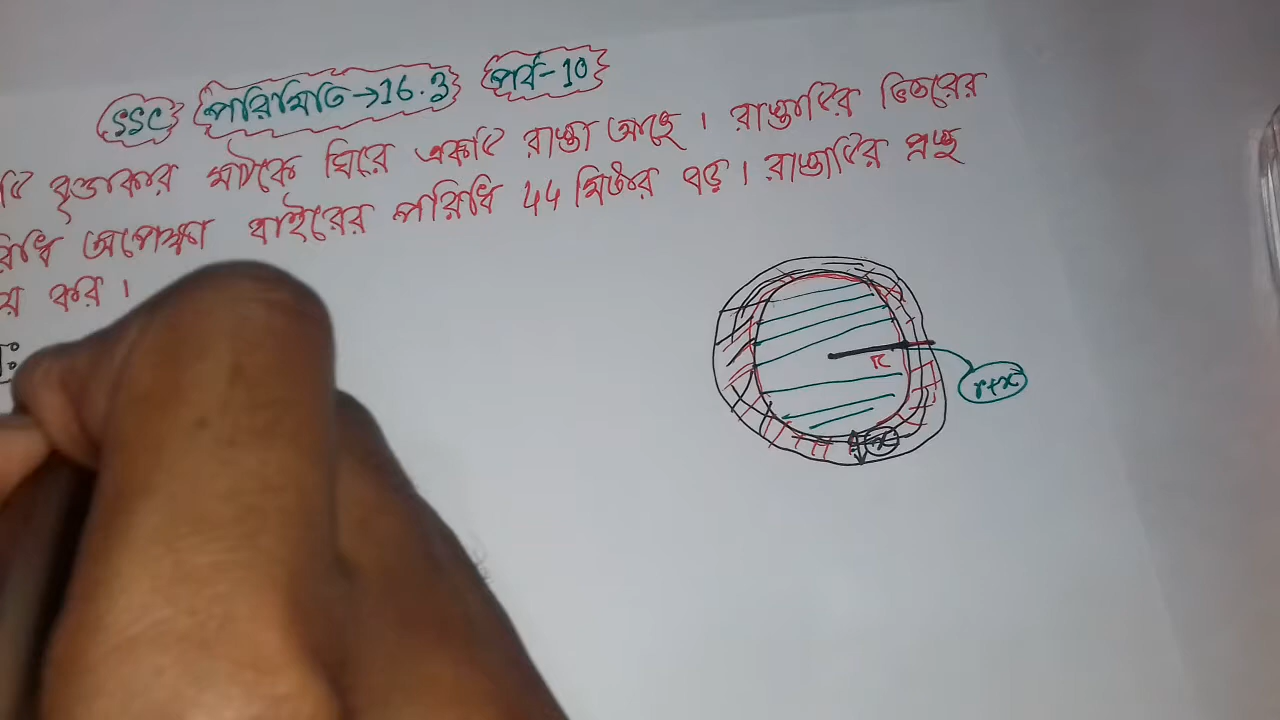 SSC পরিমিতি→16.3 পর্ব-10
টি বৃত্তাকার মাঠকে ঘিরে একটি রাস্তা আছে। রাস্তাটির ভিতরের
রিধি অপেক্ষা বাইরের পরিধি 44 মিটার বড়। রাস্তাটির প্রস্থ
য় কর।
r
r+x
x